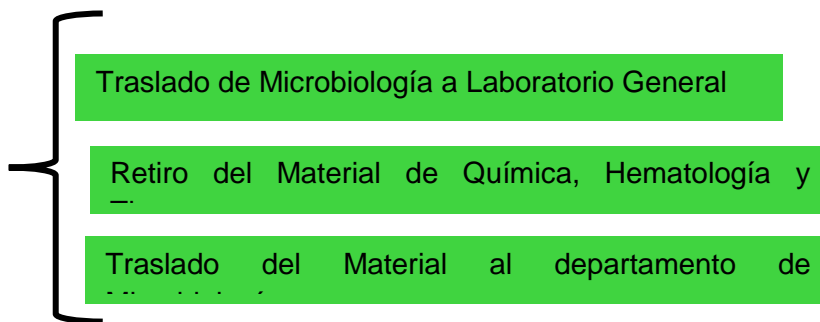 Traslado de Microbiología a Laboratorio General
Retiro del Material de Química, Hematología y
Traslado del Material al departamento de